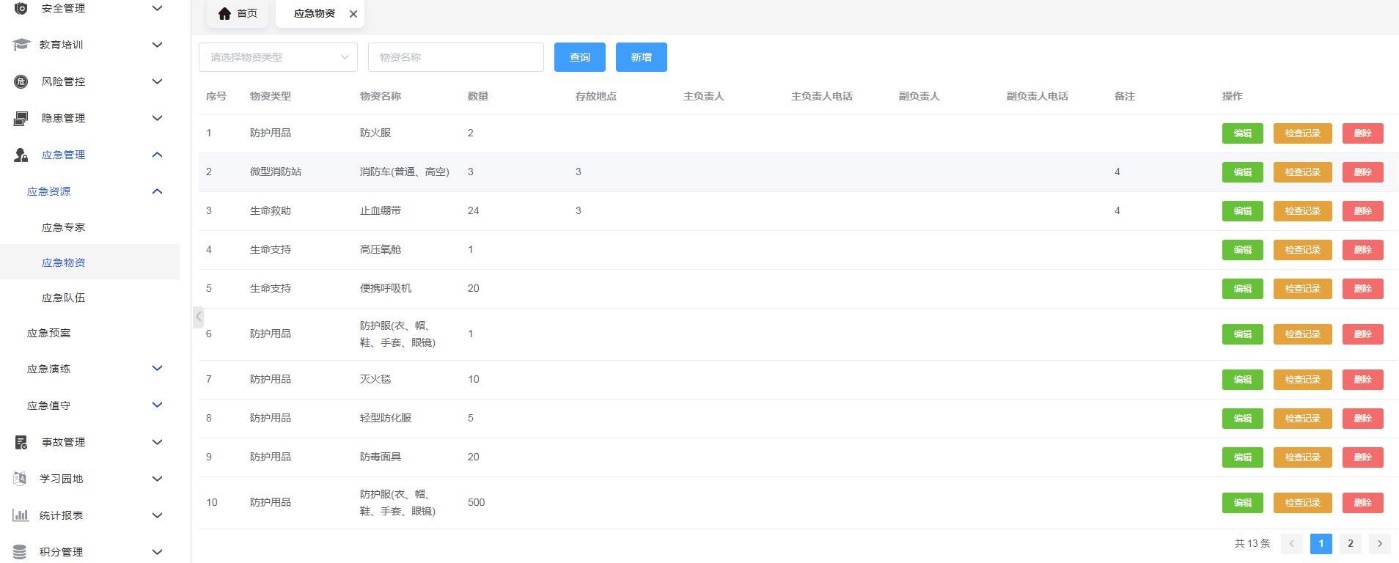 安全管理
教育培训
风险管控
隐患管理
应急管理
应急资源
应急专家
应急物资
应急队伍
应急预案
应急演练
应急值守
事故管理
学习园地
统计报表
积分管理
首页 应急物资
请选择物资类型 物资名称 查询 新增
序号 物资类型 物资名称 数量 存放地点 主负责人 主负责人电话 副负责人 副负责人电话 备注 操作
1 防护用品 防火服 2 编辑 检查记录 删除
2 微型消防站 消防车(普通、高空) 3 3 4 编辑 检查记录 删除
3 生命救助 止血绷带 24 3 4 编辑 检查记录 删除
4 生命支持 高压氧舱 1 编辑 检查记录 删除
5 生命支持 便携呼吸机 20 编辑 检查记录 删除
6 防护用品 防护服(衣、帽、
鞋、手套、眼镜) 1 编辑 检查记录 删除
7 防护用品 灭火毯 10 编辑 检查记录 删除
8 防护用品 轻型防化服 5 编辑 检查记录 删除
9 防护用品 防毒面具 20 编辑 检查记录 删除
10 防护用品 防护服(衣、帽、
鞋、手套、眼镜) 500 编辑 检查记录 删除
共 13 条 1 2